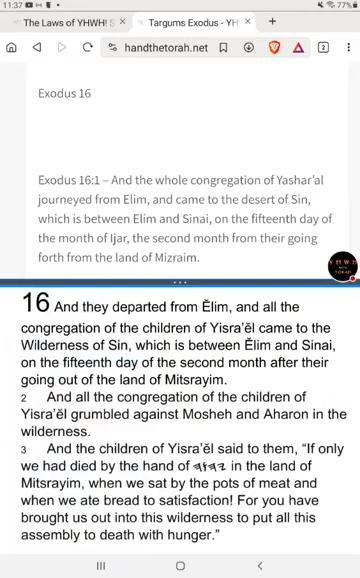 11:37
77%
The Laws of YHWH! S
Targums Exodus - YH
handthetorah.net
2
Exodus 16
Exodus 16:1 – And the whole congregation of Yashar'al
journeyed from Elim, and came to the desert of Sin,
which is between Elim and Sinai, on the fifteenth day of
the month of Ijar, the second month from their going
forth from the land of Mizraim.
YHWH
TORAH
16 And they departed from Ělim, and all the
congregation of the children of Yisra'ěl came to the
Wilderness of Sin, which is between Ělim and Sinai,
on the fifteenth day of the second month after their
going out of the land of Mitsrayim.
2 And all the congregation of the children of
Yisra'ěl grumbled against Mosheh and Aharon in the
wilderness.
3 And the children of Yisra'ěl said to them, “If only
we had died by the hand of 𐤉𐤄𐤅𐤄 in the land of
Mitsrayim, when we sat by the pots of meat and
when we ate bread to satisfaction! For you have
brought us out into this wilderness to put all this
assembly to death with hunger.”